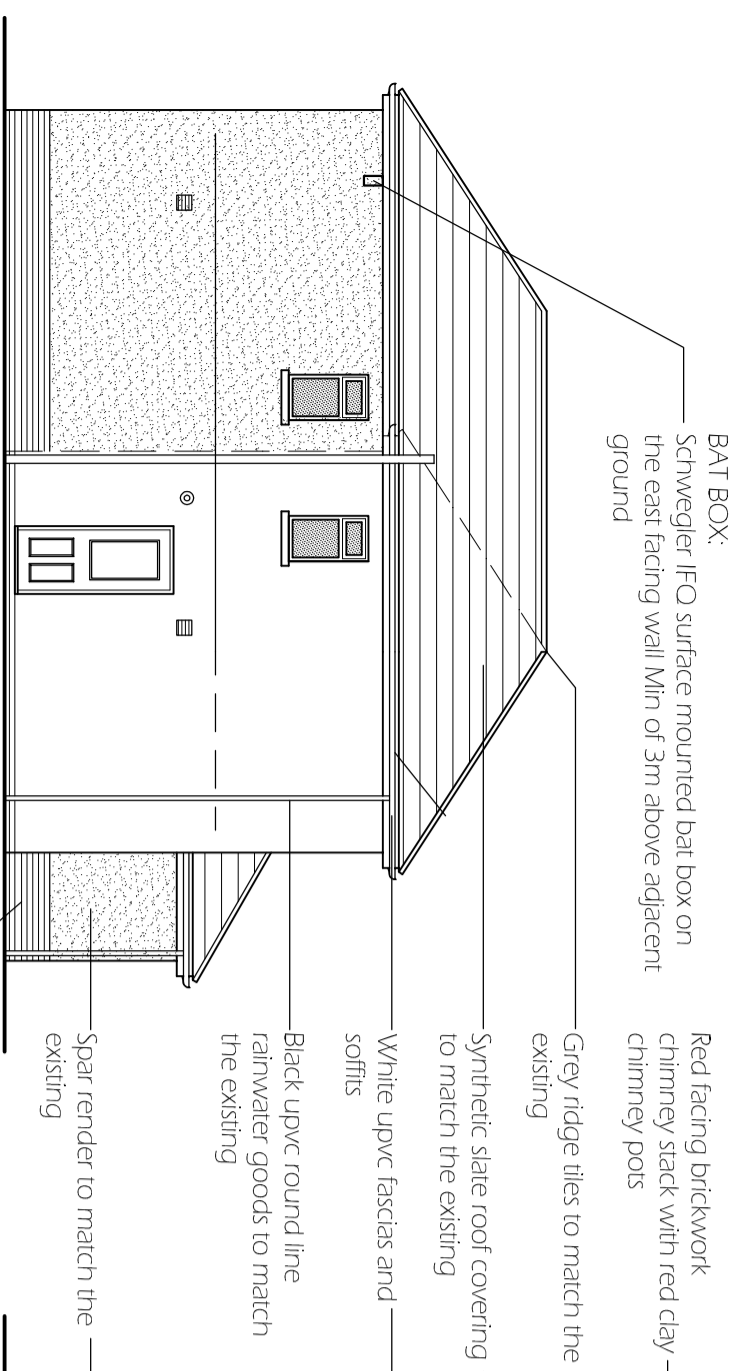 BAT BOX:
Schwegler IFQ surface mounted bat box on
the east facing wall Min of 3m above adjacent
ground
Red facing brickwork
chimney stack with red clay
chimney pots
Grey ridge tiles to match the
existing
Synthetic slate roof covering
to match the existing
White upvc fascias and
soffits
Black upvc round line
rainwater goods to match
the existing
Spar render to match the
existing